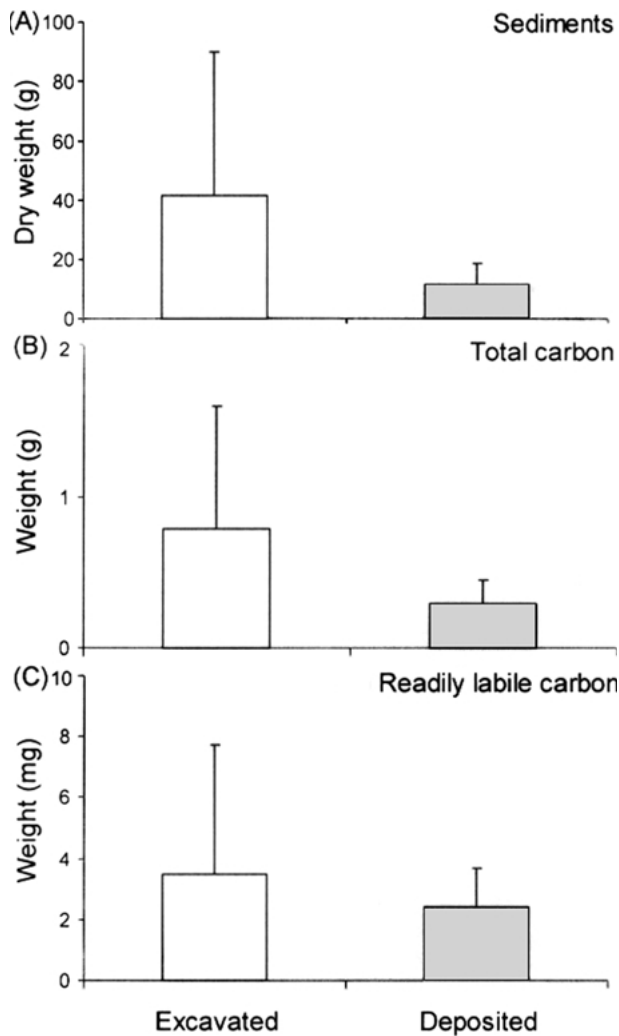 (A)
Sediments
Dry weight (g)
100
80
60
40
20
0
(B)
Total carbon
Weight (g)
2
1
0
(C)
Readily labile carbon
Weight (mg)
10
8
6
4
2
0
Excavated
Deposited